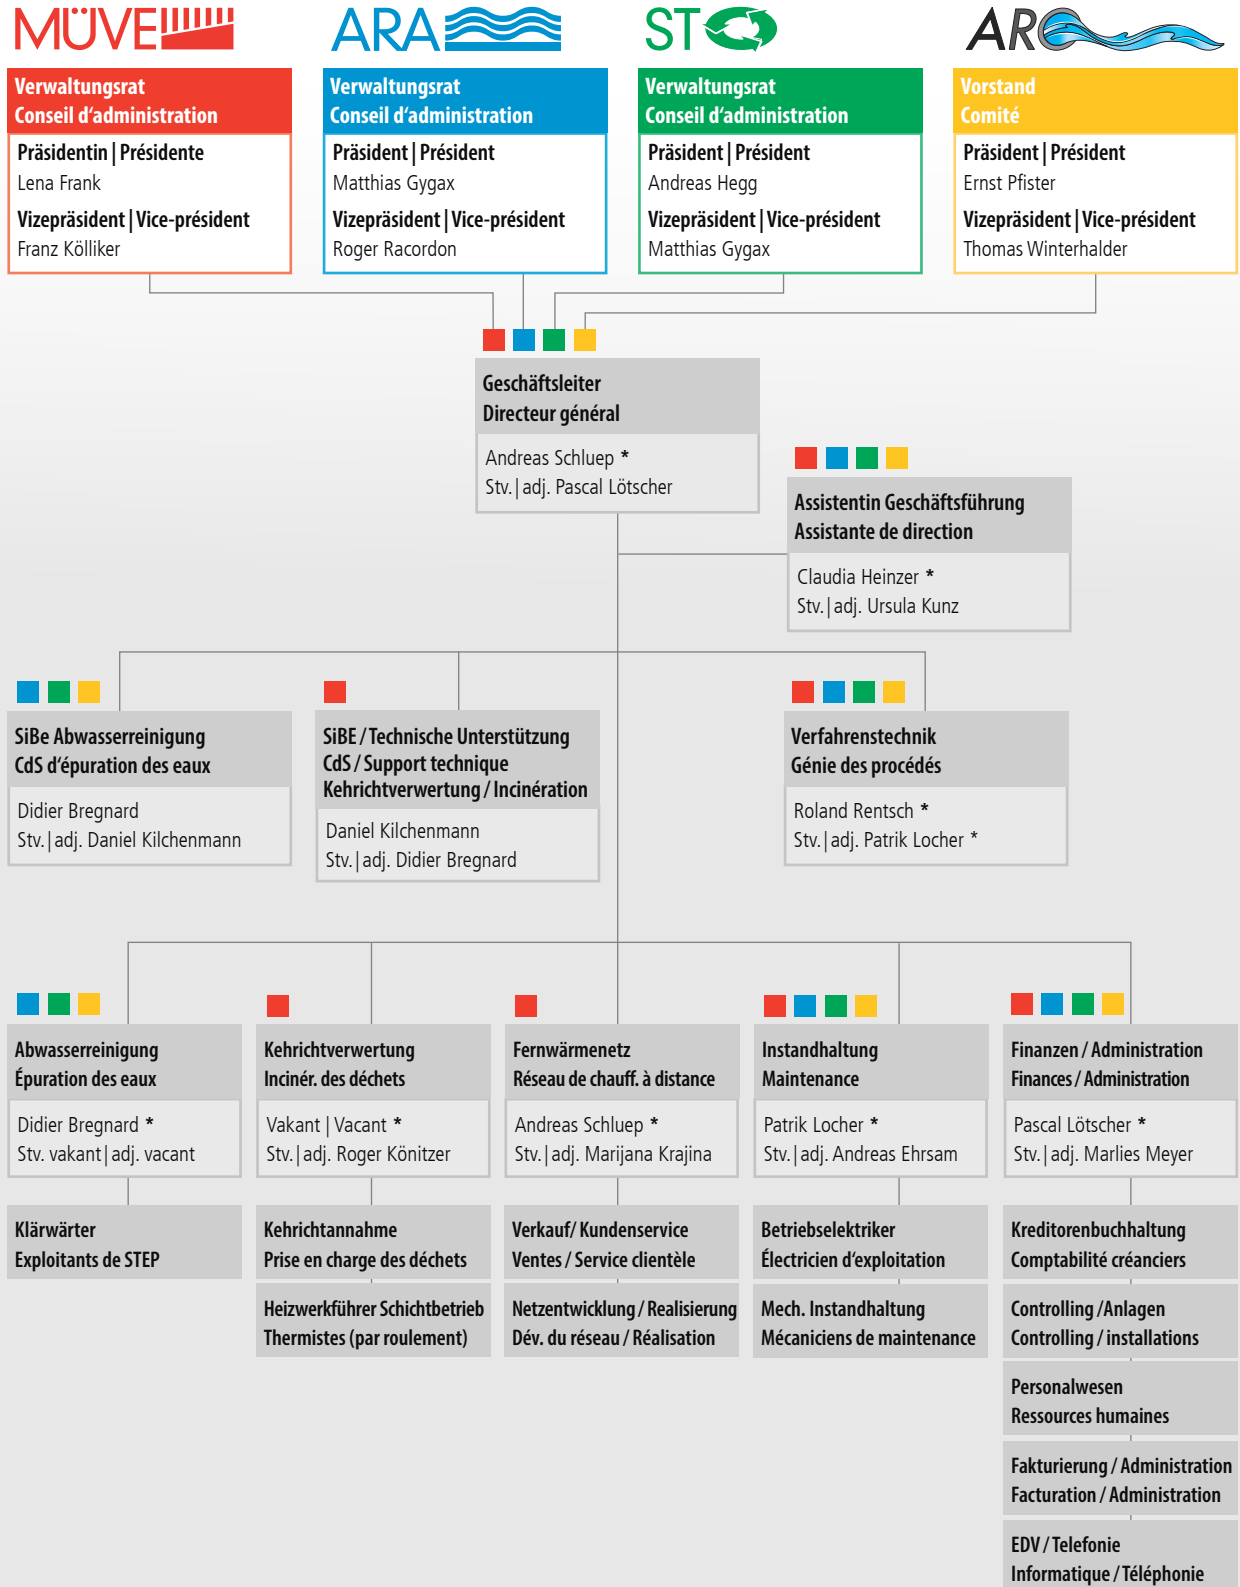 MÜVE
ARA
ST
ARO
Verwaltungsrat
Conseil d‘administration
Präsidentin | Présidente
Lena Frank
Vizepräsident | Vice-président
Franz Kölliker
Verwaltungsrat
Conseil d‘administration
Präsident | Président
Matthias Gygax
Vizepräsident | Vice-président
Roger Racordon
Verwaltungsrat
Conseil d‘administration
Präsident | Président
Andreas Hegg
Vizepräsident | Vice-président
Matthias Gygax
Vorstand
Comité
Präsident | Président
Ernst Pfister
Vizepräsident | Vice-président
Thomas Winterhalder
Geschäftsleiter
Directeur général
Andreas Schluep *
Stv. | adj. Pascal Lötscher
Assistentin Geschäftsführung
Assistante de direction
Claudia Heinzer *
Stv. | adj. Ursula Kunz
SiBe Abwasserreinigung
CdS d‘épuration des eaux
Didier Bregnard
Stv. | adj. Daniel Kilchenmann
SiBE / Technische Unterstützung
CdS / Support technique
Kehrichtverwertung / Incinération
Daniel Kilchenmann
Stv. | adj. Didier Bregnard
Verfahrenstechnik
Génie des procédés
Roland Rentsch *
Stv. | adj. Patrik Locher *
Abwasserreinigung
Épuration des eaux
Didier Bregnard *
Stv. vakant | adj. vacant
Klärwärter
Exploitants de STEP
Kehrichtverwertung
Incinér. des déchets
Vakant | Vacant *
Stv. | adj. Roger Könitzer
Kehrichtannahme
Prise en charge des déchets
Heizwerkführer Schichtbetrieb
Thermistes (par roulement)
Fernwärmenetz
Réseau de chauff. à distance
Andreas Schluep *
Stv. | adj. Marijana Krajina
Verkauf/ Kundenservice
Ventes / Service clientèle
Netzentwicklung / Realisierung
Dév. du réseau / Réalisation
Instandhaltung
Maintenance
Patrik Locher *
Stv. | adj. Andreas Ehrsam
Betriebselektriker
Électricien d‘exploitation
Mech. Instandhaltung
Mécaniciens de maintenance
Finanzen / Administration
Finances / Administration
Pascal Lötscher *
Stv. | adj. Marlies Meyer
Kreditorenbuchhaltung
Comptabilité créanciers
Controlling /Anlagen
Controlling / installations
Personalwesen
Ressources humaines
Fakturierung / Administration
Facturation / Administration
EDV / Telefonie
Informatique / Téléphonie